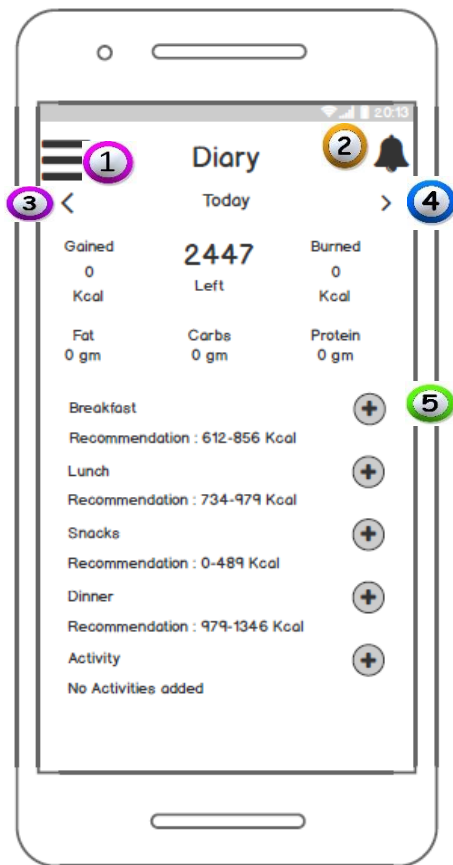 20:13
1
Diary
2
3
Today
4
Gained
2447
Burned
0
Left
0
Kcal
Kcal
Fat
Carbs
Protein
0 gm
0 gm
0 gm
Breakfast
5
Recommendation : 612-856 Kcal
Lunch
Recommendation : 734-979 Kcal
Snacks
Recommendation : 0-489 Kcal
Dinner
Recommendation : 979-1346 Kcal
Activity
No Activities added